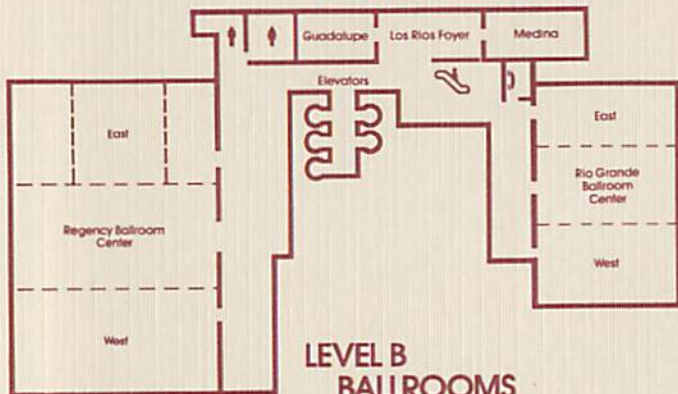 Guadalupe
Los Rios Foyer
Medina
Elevators
East
East
Regency Ballroom
Center
Rio Grande
Ballroom
Center
West
West
LEVEL B
BALLROOMS